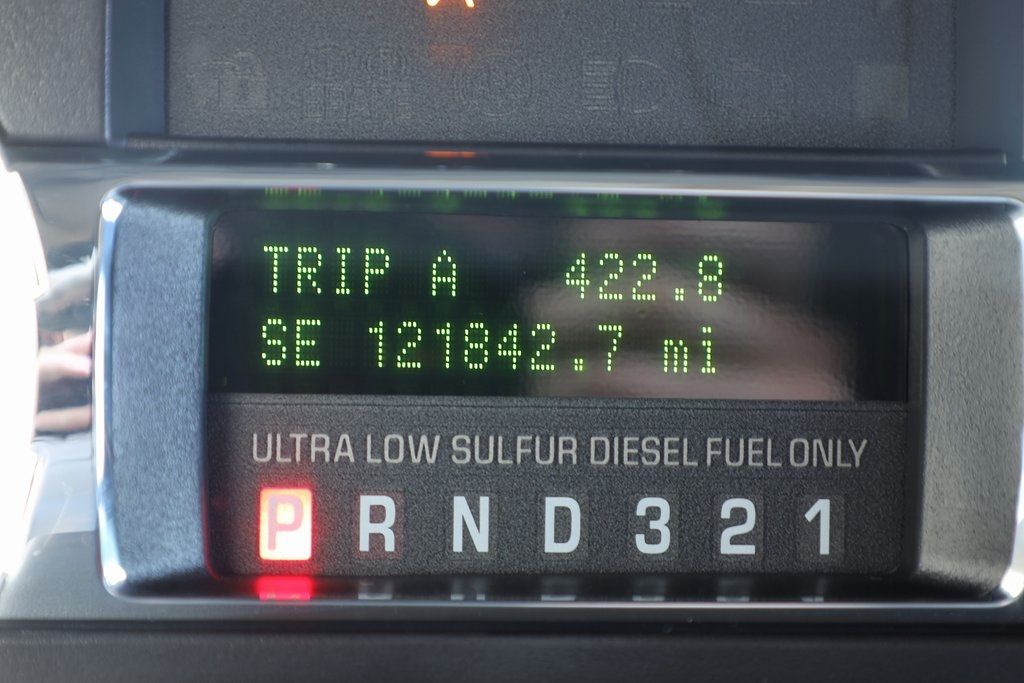 TRIP A 422.8
SE 121842.7 mi
ULTRA LOW SULFUR DIESEL FUEL ONLY
P R N D 3 2 1